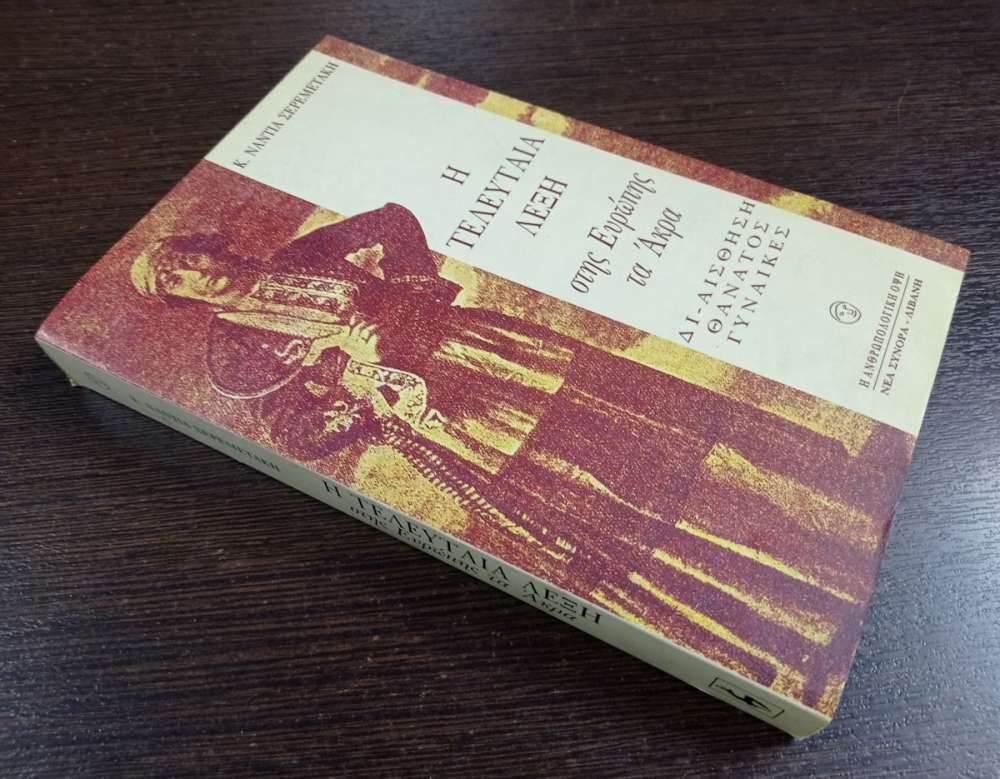 Κ. ΝΑΝΤΙΑ ΣΕΡΕΜΕΤΑΚΗ
Η
ΤΕΛΕΥΤΑΙΑ
ΛΕΞΗ
στης Ευρώπης
τα Άκρα
ΔΙ-ΑΙΣΘΗΣΗ
ΘΑΝΑΤΟΣ
ΓΥΝΑΙΚΕΣ
Η ΑΝΘΡΩΠΟΛΟΓΙΚΗ ΟΨΗ
ΝΕΑ ΣΥΝΟΡΑ - ΛΙΒΑΝΗ
Κ. ΝΑΝΤΙΑ ΣΕΡΕΜΕΤΑΚΗ
Η ΤΕΛΕΥΤΑΙΑ ΛΕΞΗ
στης Ευρώπης τα Άκρα